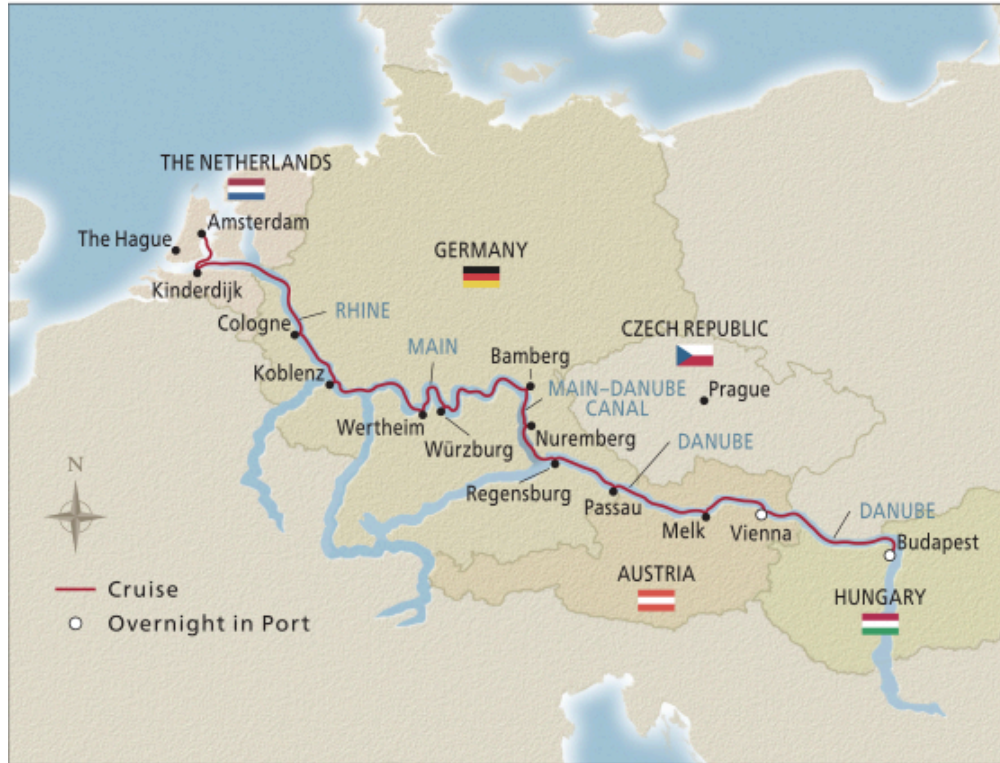 THE NETHERLANDS
Amsterdam
The Hague
Kinderdijk
GERMANY
RHINE
Cologne
CZECH REPUBLIC
MAIN
Bamberg
Koblenz
MAIN–DANUBE
CANAL
Prague
Wertheim
Würzburg
Nuremberg
DANUBE
Regensburg
N
Passau
Melk
Vienna
DANUBE
Budapest
AUSTRIA
HUNGARY
Cruise
Overnight in Port